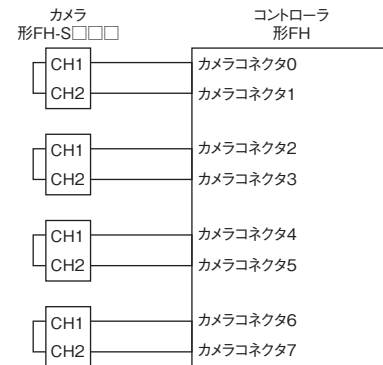 カメラ
形FH-S□□□
コントローラ
形FH
CH1
カメラコネクタ0
CH2
カメラコネクタ1
CH1
カメラコネクタ2
CH2
カメラコネクタ3
CH1
カメラコネクタ4
CH2
カメラコネクタ5
CH1
カメラコネクタ6
CH2
カメラコネクタ7